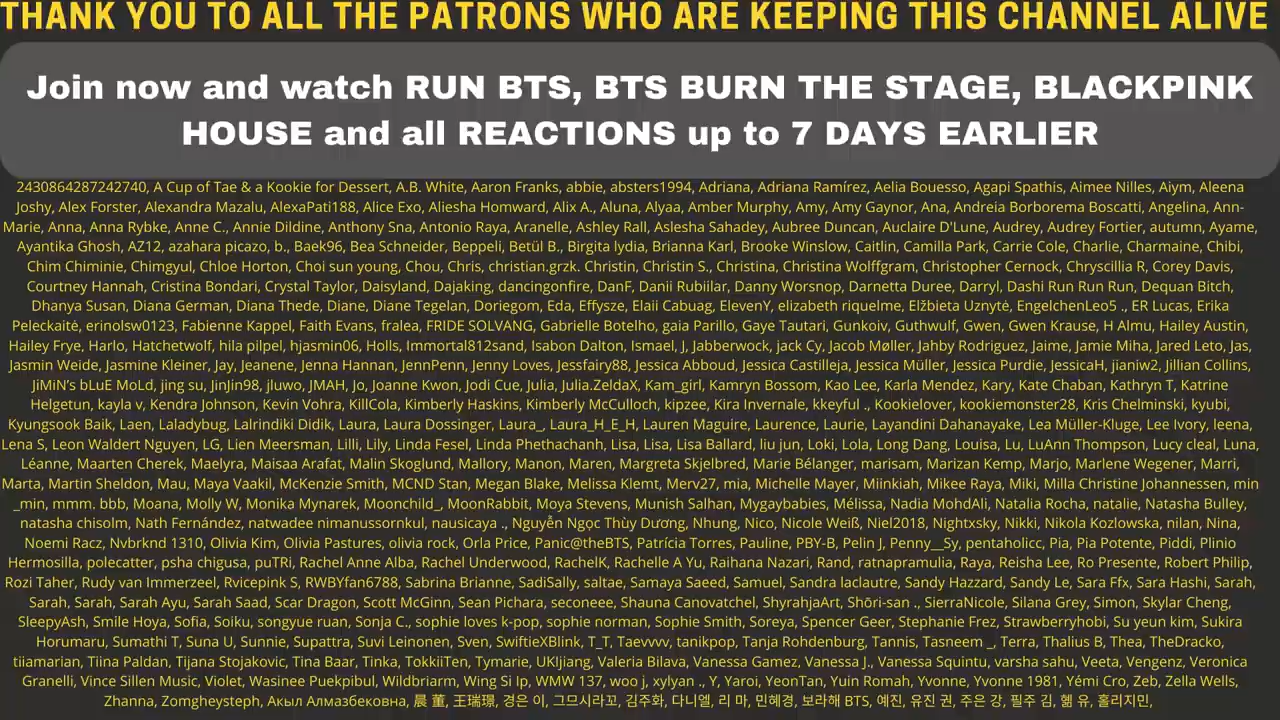 THANK YOU TO ALL THE PATRONS WHO ARE KEEPING THIS CHANNEL ALIVE
Join now and watch RUN BTS, BTS BURN THE STAGE, BLACKPINK
HOUSE and all REACTIONS up to 7 DAYS EARLIER
2430864287242740, A Cup of Tae & a Kookie for Dessert, A.B. White, Aaron Franks, abbie, absters1994, Adriana, Adriana Ramírez, Aelia Bouesso, Agapi Spathis, Aimee Nilles, Aiym, Aleena
Joshy, Alex Forster, Alexandra Mazalu, AlexaPati188, Alice Exo, Aliesha Homward, Alix A., Aluna, Alyaa, Amber Murphy, Amy, Amy Gaynor, Ana, Andreia Borborema Boscatti, Angelina, Ann-
Marie, Anna, Anna Rybke, Anne C., Annie Dildine, Anthony Sna, Antonio Raya, Aranelle, Ashley Rall, Aslesha Sahadey, Aubree Duncan, Auclaire D'Lune, Audrey, Audrey Fortier, autumn, Ayame,
Ayantika Ghosh, AZ12, azahara picazo, b., Baek96, Bea Schneider, Beppeli, Betül B., Birgita lydia, Brianna Karl, Brooke Winslow, Caitlin, Camilla Park, Carrie Cole, Charlie, Charmaine, Chibi,
Chim Chiminie, Chimgyul, Chloe Horton, Choi sun young, Chou, Chris, christian.grzk. Christin, Christin S., Christina, Christina Wolffgram, Christopher Cernock, Chryscillia R, Corey Davis,
Courtney Hannah, Cristina Bondari, Crystal Taylor, Daisyland, Dajaking, dancingonfire, DanF, Danii Rubiilar, Danny Worsnop, Darnetta Duree, Darryl, Dashi Run Run Run, Dequan Bitch,
Dhanya Susan, Diana German, Diana Thede, Diane, Diane Tegelan, Doriegom, Eda, Effysze, Elaii Cabuag, ElevenY, elizabeth riquelme, Elžbieta Uznytė, EngelchenLeo5 ., ER Lucas, Erika
Peleckaitė, erinolsw0123, Fabienne Kappel, Faith Evans, fralea, FRIDE SOLVANG, Gabrielle Botelho, gaia Parillo, Gaye Tautari, Gunkoiv, Guthwulf, Gwen, Gwen Krause, H Almu, Hailey Austin,
Hailey Frye, Harlo, Hatchetwolf, hila pilpel, hjasmin06, Holls, Immortal812sand, Isabon Dalton, Ismael, J, Jabberwock, jack Cy, Jacob Møller, Jahby Rodriguez, Jaime, Jamie Miha, Jared Leto, Jas,
Jasmin Weide, Jasmine Kleiner, Jay, Jeanene, Jenna Hannan, JennPenn, Jenny Loves, Jessfairy88, Jessica Abboud, Jessica Castilleja, Jessica Müller, Jessica Purdie, JessicaH, jianiw2, Jillian Collins,
JiMiN's bLuE MoLd, jing su, JinJin98, jluwo, JMAH, Jo, Joanne Kwon, Jodi Cue, Julia, Julia.ZeldaX, Kam_girl, Kamryn Bossom, Kao Lee, Karla Mendez, Kary, Kate Chaban, Kathryn T, Katrine
Helgetun, kayla v, Kendra Johnson, Kevin Vohra, KillCola, Kimberly Haskins, Kimberly McCulloch, kipzee, Kira Invernale, kkeyful ., Kookielover, kookiemonster28, Kris Chelminski, kyubi,
Kyungsook Baik, Laen, Laladybug, Lalrindiki Didik, Laura, Laura Dossinger, Laura_, Laura_H_E_H, Lauren Maguire, Laurence, Laurie, Layandini Dahanayake, Lea Müller-Kluge, Lee Ivory, leena,
Lena S, Leon Waldert Nguyen, LG, Lien Meersman, Lilli, Lily, Linda Fesel, Linda Phethachanh, Lisa, Lisa, Lisa Ballard, liu jun, Loki, Lola, Long Dang, Louisa, Lu, LuAnn Thompson, Lucy cleal, Luna,
Léanne, Maarten Cherek, Maelyra, Maisaa Arafat, Malin Skoglund, Mallory, Manon, Maren, Margreta Skjelbred, Marie Bélanger, marisam, Marizan Kemp, Marjo, Marlene Wegener, Marri,
Marta, Martin Sheldon, Mau, Maya Vaakil, McKenzie Smith, MCND Stan, Megan Blake, Melissa Klemt, Merv27, mia, Michelle Mayer, Miinkiah, Mikee Raya, Miki, Milla Christine Johannessen, min
_min, mmm. bbb, Moana, Molly W, Monika Mynarek, Moonchild_, MoonRabbit, Moya Stevens, Munish Salhan, Mygaybabies, Mélissa, Nadia MohdAli, Natalia Rocha, natalie, Natasha Bulley,
natasha chisolm, Nath Fernández, natwadee nimanussornkul, nausicaya ., Nguyễn Ngọc Thùy Dương, Nhung, Nico, Nicole Weiß, Niel2018, Nightxsky, Nikki, Nikola Kozlowska, nilan, Nina,
Noemi Racz, Nvbrknd 1310, Olivia Kim, Olivia Pastures, olivia rock, Orla Price, Panic@theBTS, Patrícia Torres, Pauline, PBY-B, Pelin J, Penny__Sy, pentaholicc, Pia, Pia Potente, Piddi, Plinio
Hermosilla, polecatter, psha chigusa, puTRi, Rachel Anne Alba, Rachel Underwood, RachelK, Rachelle A Yu, Raihana Nazari, Rand, ratnapramulia, Raya, Reisha Lee, Ro Presente, Robert Philip,
Rozi Taher, Rudy van Immerzeel, Rvicepink S, RWBYfan6788, Sabrina Brianne, SadiSally, saltae, Samaya Saeed, Samuel, Sandra laclautre, Sandy Hazzard, Sandy Le, Sara Ffx, Sara Hashi, Sarah,
Sarah, Sarah, Sarah Ayu, Sarah Saad, Scar Dragon, Scott McGinn, Sean Pichara, seconeee, Shauna Canovatchel, ShyrahjaArt, Shōri-san ., SierraNicole, Silana Grey, Simon, Skylar Cheng,
SleepyAsh, Smile Hoya, Sofia, Soiku, songyue ruan, Sonja C., sophie loves k-pop, sophie norman, Sophie Smith, Soreya, Spencer Geer, Stephanie Frez, Strawberryhobi, Su yeun kim, Sukira
Horumaru, Sumathi T, Suna U, Sunnie, Supattra, Suvi Leinonen, Sven, SwiftieXBlink, T_T, Taevvvv, tanikpop, Tanja Rohdenburg, Tannis, Tasneem _, Terra, Thalius B, Thea, TheDracko,
tiiamarian, Tiina Paldan, Tijana Stojakovic, Tina Baar, Tinka, TokkiiTen, Tymarie, UKIjiang, Valeria Bilava, Vanessa Gamez, Vanessa J., Vanessa Squintu, varsha sahu, Veeta, Vengenz, Veronica
Granelli, Vince Sillen Music, Violet, Wasinee Puekpibul, Wildbriarm, Wing Si Ip, WMW 137, woo j, xylyan ., Y, Yaroi, YeonTan, Yuin Romah, Yvonne, Yvonne 1981, Yémi Cro, Zeb, Zella Wells,
Zhanna, Zomgheysteph, Акыл Алмазбековна, 晨 董, 王瑞璟, 경은 이, 그므시라꼬, 김주화, 다니엘, 리 마, 민혜경, 보라해 BTS, 예진, 유진 권, 주은 강, 필주 김, 혬 유, 홀리지민,